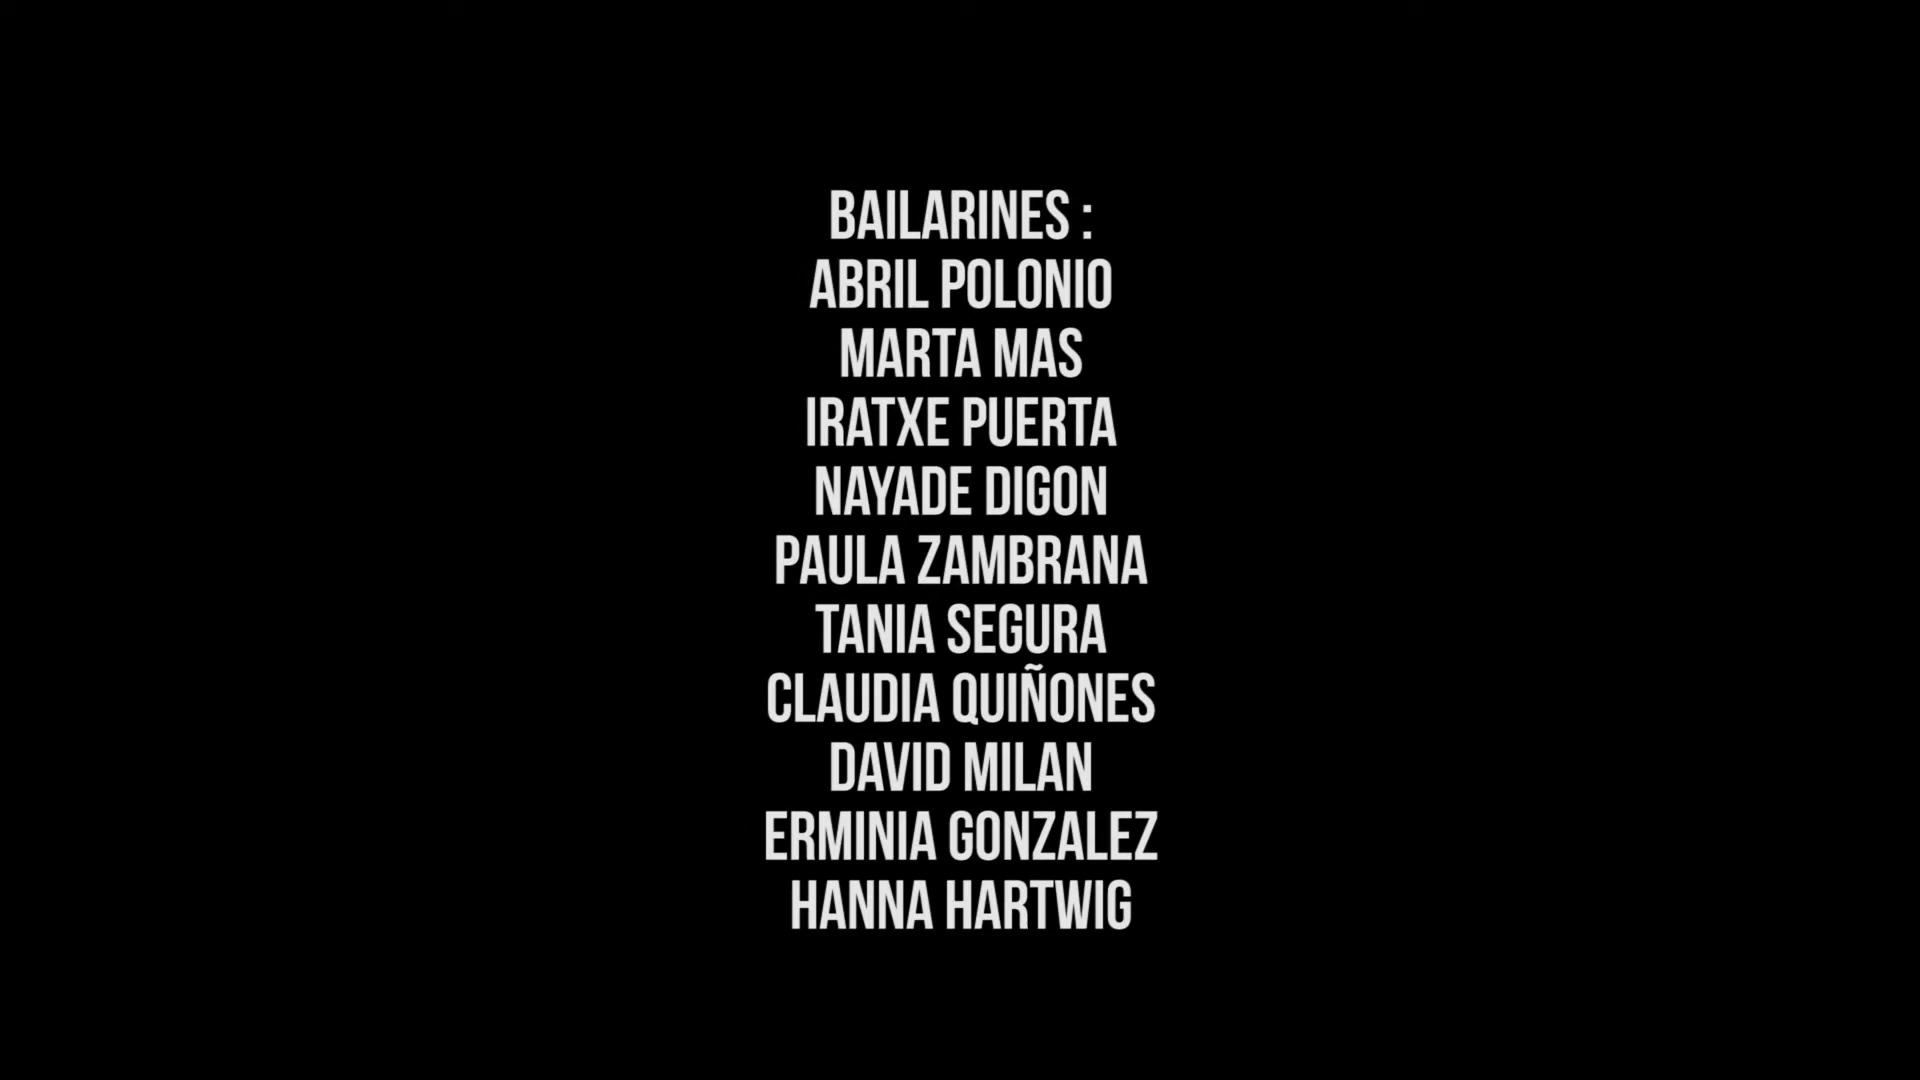 BAILARINES :
ABRIL POLONIO
MARTA MAS
IRATXE PUERTA
NAYADE DIGON
PAULA ZAMBRANA
TANIA SEGURA
CLAUDIA QUIÑONES
DAVID MILAN
ERMINIA GONZALEZ
HANNA HARTWIG